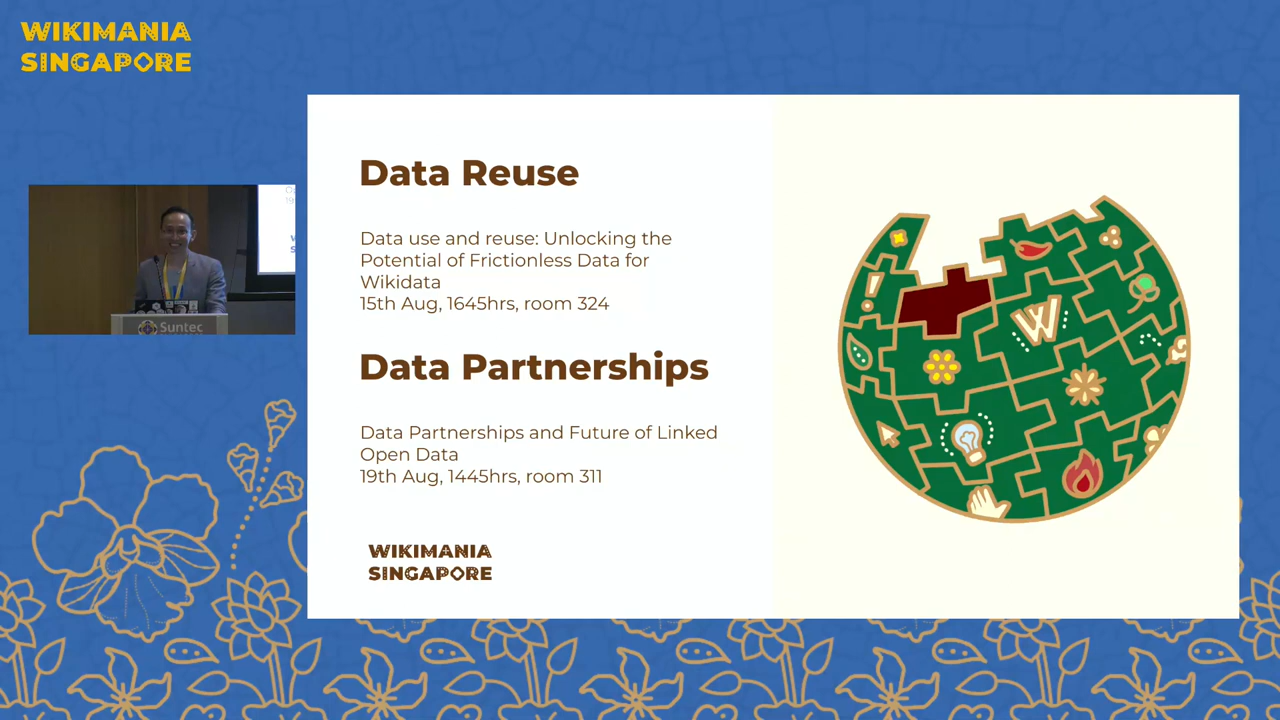 WIKIMANIA
SINGAPORE
Data Reuse
Data use and reuse: Unlocking the
Potential of Frictionless Data for
Wikidata
15th Aug, 1645hrs, room 324
Data Partnerships
Data Partnerships and Future of Linked
Open Data
19th Aug, 1445hrs, room 311
WIKIMANIA
SINGAPORE
W
Suntec